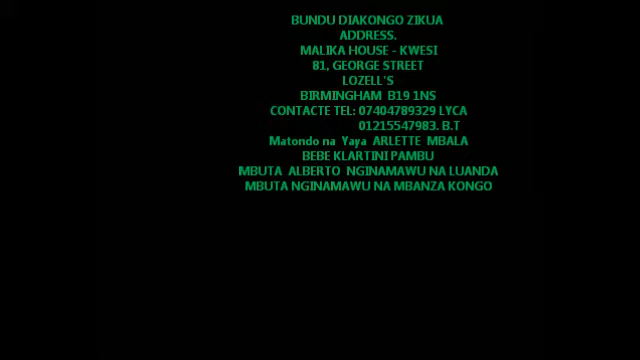 BUNDU DIAKONGO ZIKUA
ADDRESS.
MALIKA HOUSE - KWESI
81, GEORGE STREET
LOZELL'S
BIRMINGHAM B19 1NS
CONTACTE TEL: 07404789329 LYCA
01215547983. B.T
Matondo na Yaya ARLETTE MBALA
BEBE KLARTINI PAMBU
MBUTA ALBERTO NGINAMAWU NA LUANDA
MBUTA NGINAMAWU NA MBANZA KONGO